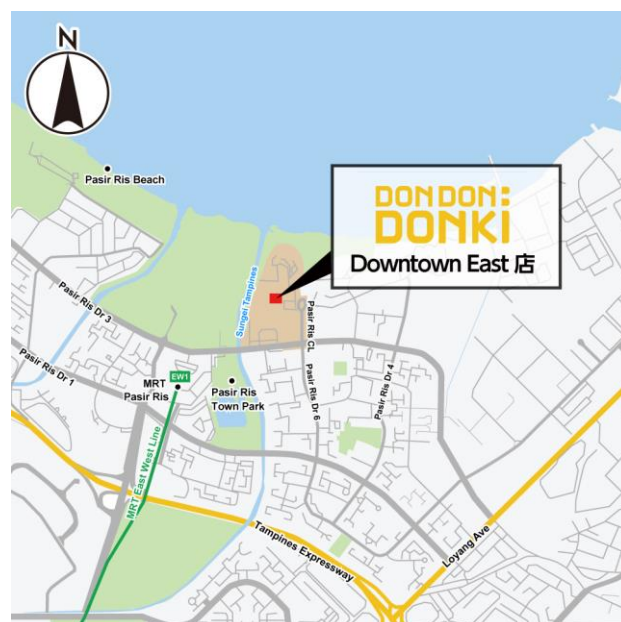 N
Pasir Ris Beach
DON DON:
DONKi
Downtown East 店
Sungei Tampines
Pasir Ris Dr 3
Pasir Ris CL
Pasir Ris Dr 1
EW1
MRT
Pasir Ris
Pasir Ris
Town Park
Pasir Ris Dr 6
Pasir Ris Dr 4
MRT East West Line
Tampines Expressway
Loyang Ave